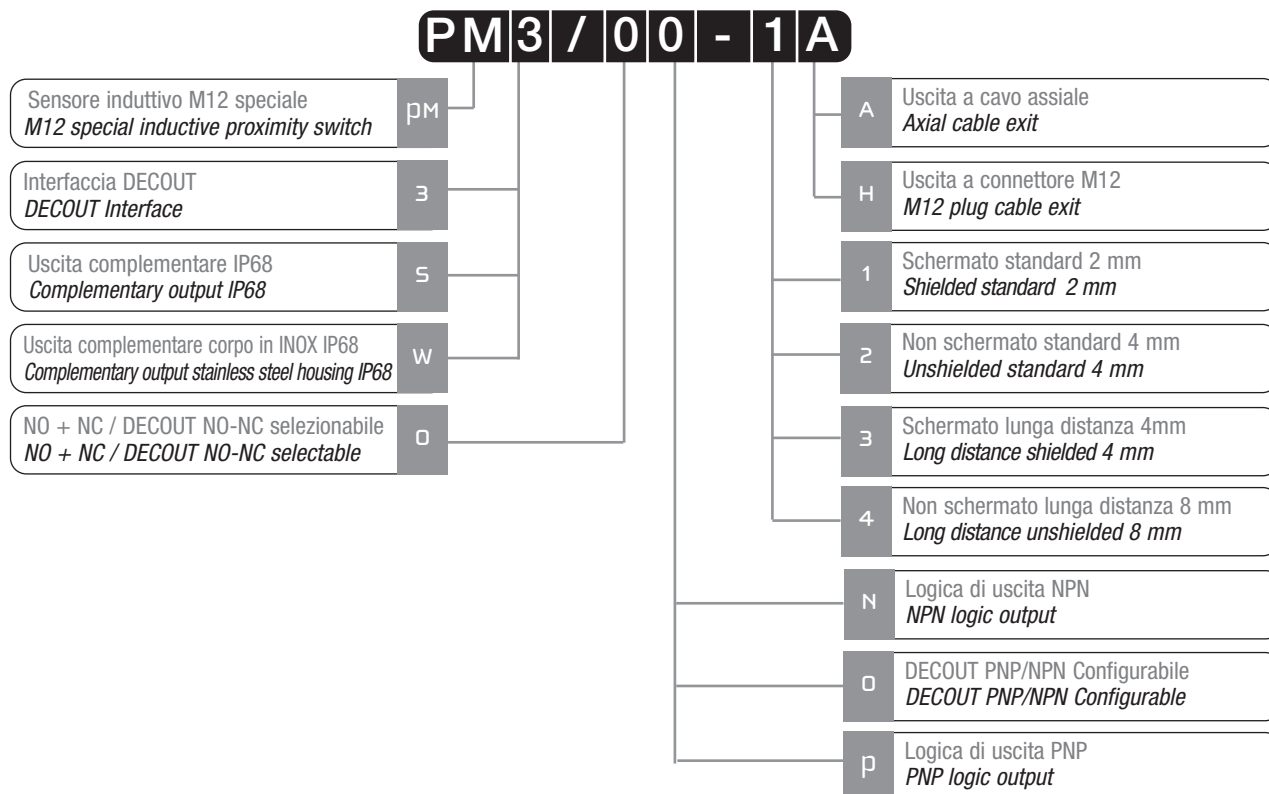 PM3/00-1A
pM
Sensore induttivo M12 speciale
M12 special inductive proximity switch
3
Interfaccia DECOUT
DECOUT Interface
S
Uscita complementare IP68
Complementary output IP68
W
Uscita complementare corpo in INOX IP68
Complementary output stainless steel housing IP68
0
NO + NC / DECOUT NO-NC selezionabile
NO + NC / DECOUT NO-NC selectable
A
Uscita a cavo assiale
Axial cable exit
H
Uscita a connettore M12
M12 plug cable exit
1
Schermato standard 2 mm
Shielded standard 2 mm
2
Non schermato standard 4 mm
Unshielded standard 4 mm
3
Schermato lunga distanza 4mm
Long distance shielded 4 mm
4
Non schermato lunga distanza 8 mm
Long distance unshielded 8 mm
N
Logica di uscita NPN
NPN logic output
0
DECOUT PNP/NPN Configurabile
DECOUT PNP/NPN Configurable
p
Logica di uscita PNP
PNP logic output